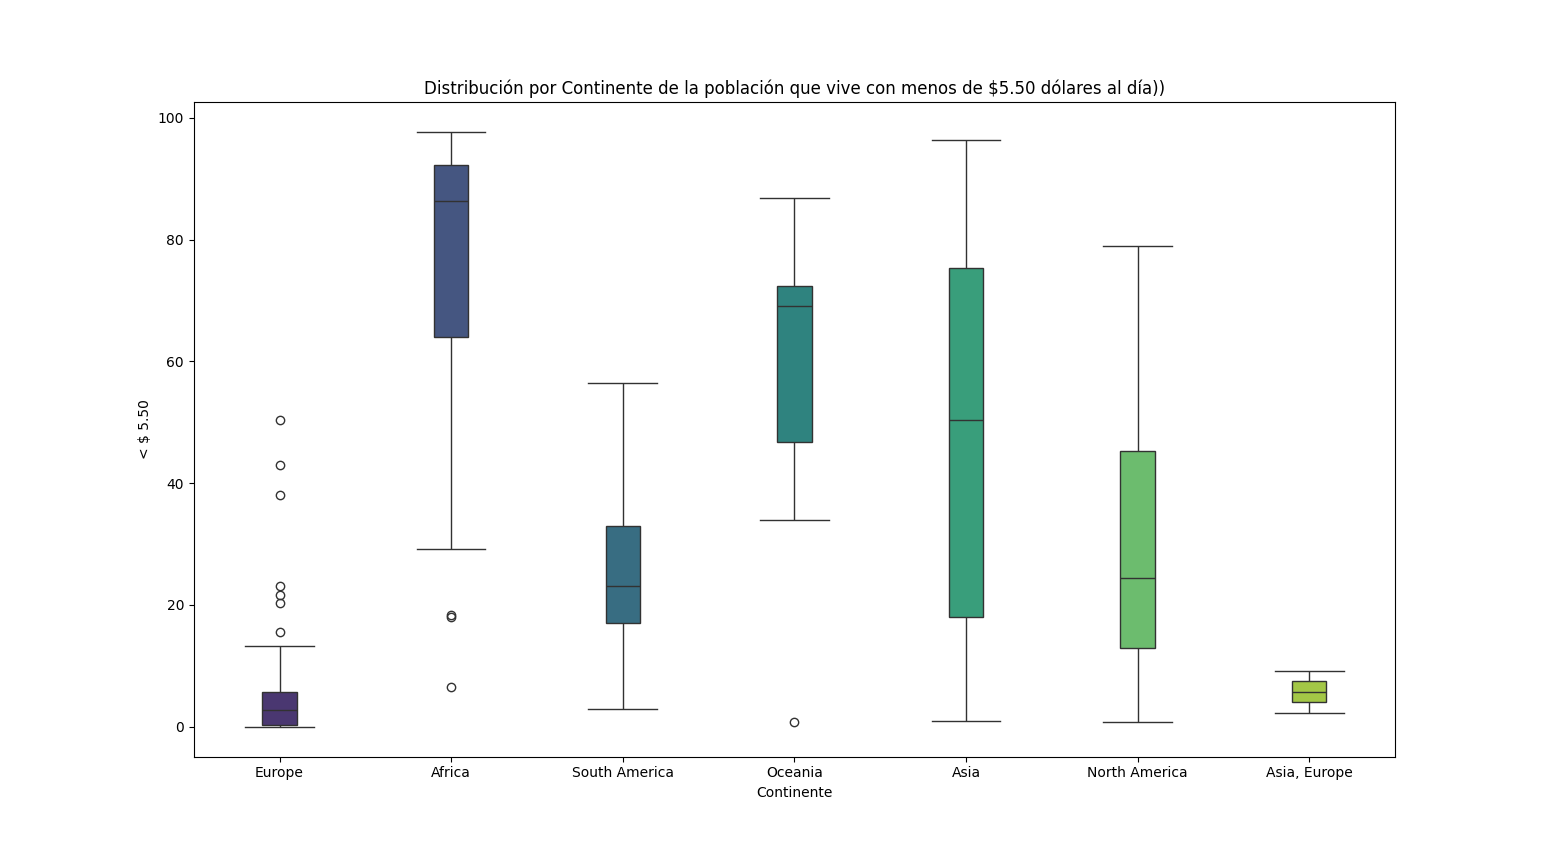 Distribución por Continente de la población que vive con menos de $5.50 dólares al día))
100
80
60
40
20
0
< $ 5.50
Europe
Africa
South America
Oceania
Asia
North America
Asia, Europe
Continente